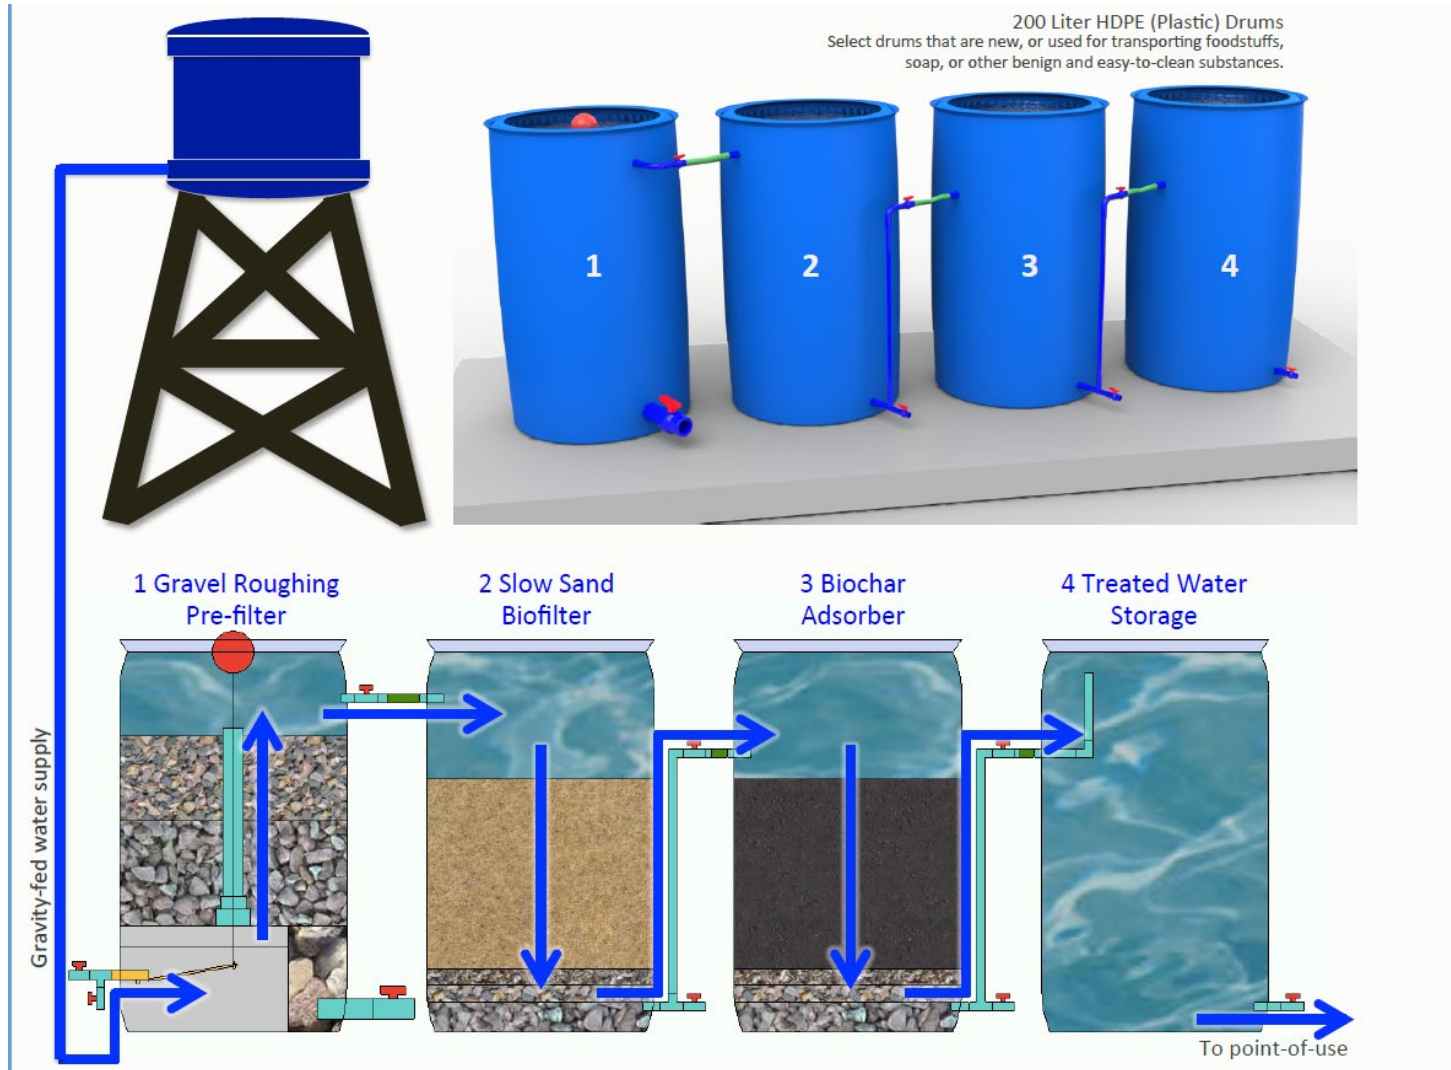 200 Liter HDPE (Plastic) Drums
Select drums that are new, or used for transporting foodstuffs,
soap, or other benign and easy-to-clean substances.
1
2
3
4
1 Gravel Roughing
Pre-filter
2 Slow Sand
Biofilter
3 Biochar
Adsorber
4 Treated Water
Storage
Gravity-fed water supply
To point-of-use